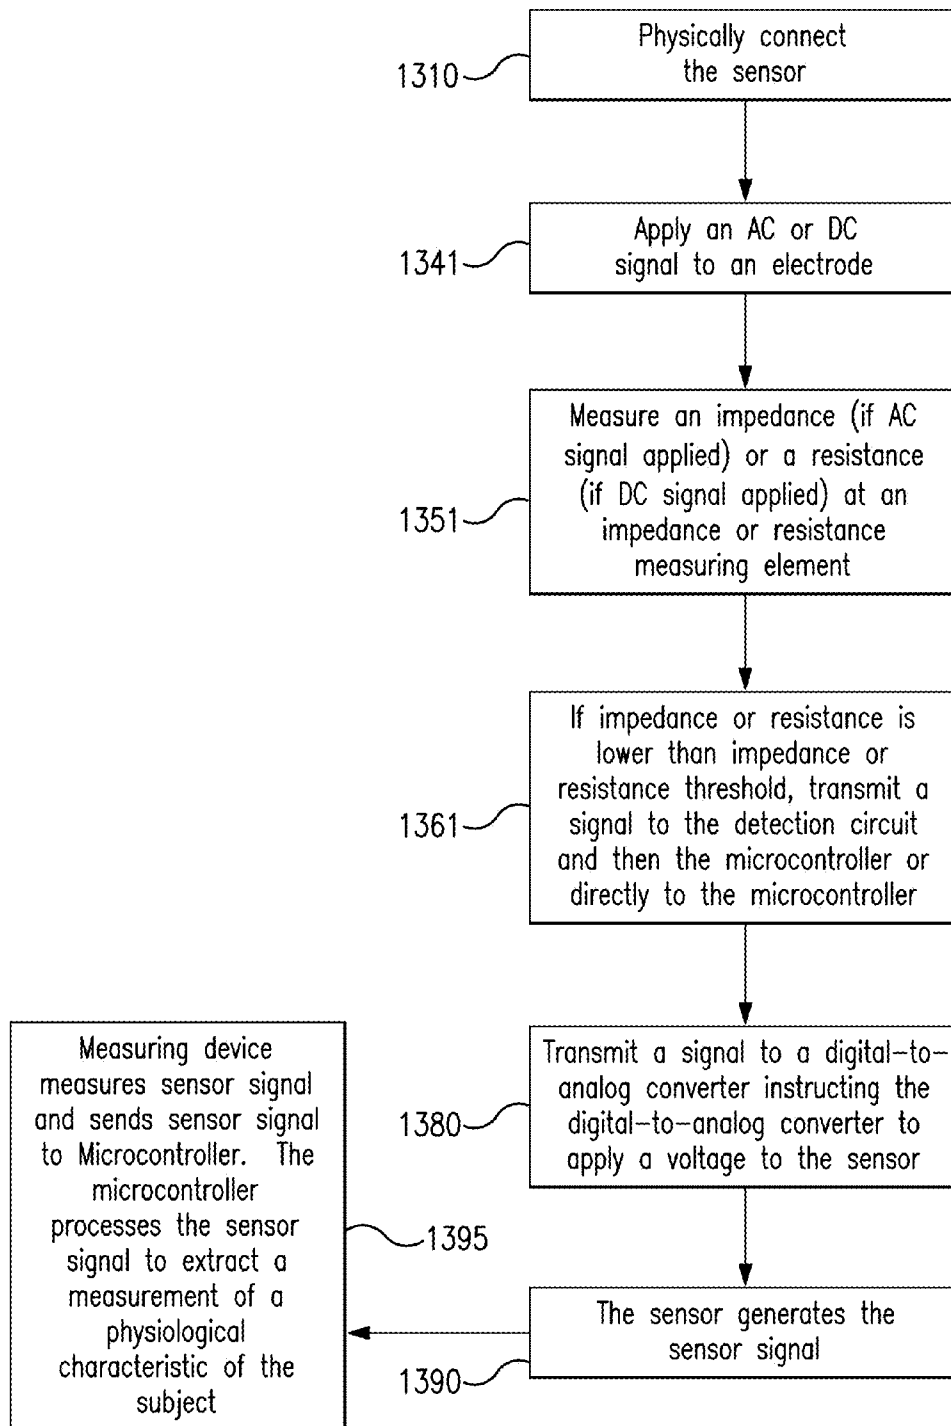 Physically connect
the sensor
1310
Apply an AC or DC
signal to an electrode
1341
Measure an impedance (if AC
signal applied) or a resistance
(if DC signal applied) at an
impedance or resistance
measuring element
1351
If impedance or resistance is
lower than impedance or
resistance threshold, transmit a
signal to the detection circuit
and then the microcontroller or
directly to the microcontroller
1361
Transmit a signal to a digital-to-
analog converter instructing the
digital-to-analog converter to
apply a voltage to the sensor
1380
The sensor generates the
sensor signal
1390
Measuring device
measures sensor signal
and sends sensor signal
to Microcontroller. The
microcontroller
processes the sensor
signal to extract a
measurement of a
physiological
characteristic of the
subject
1395